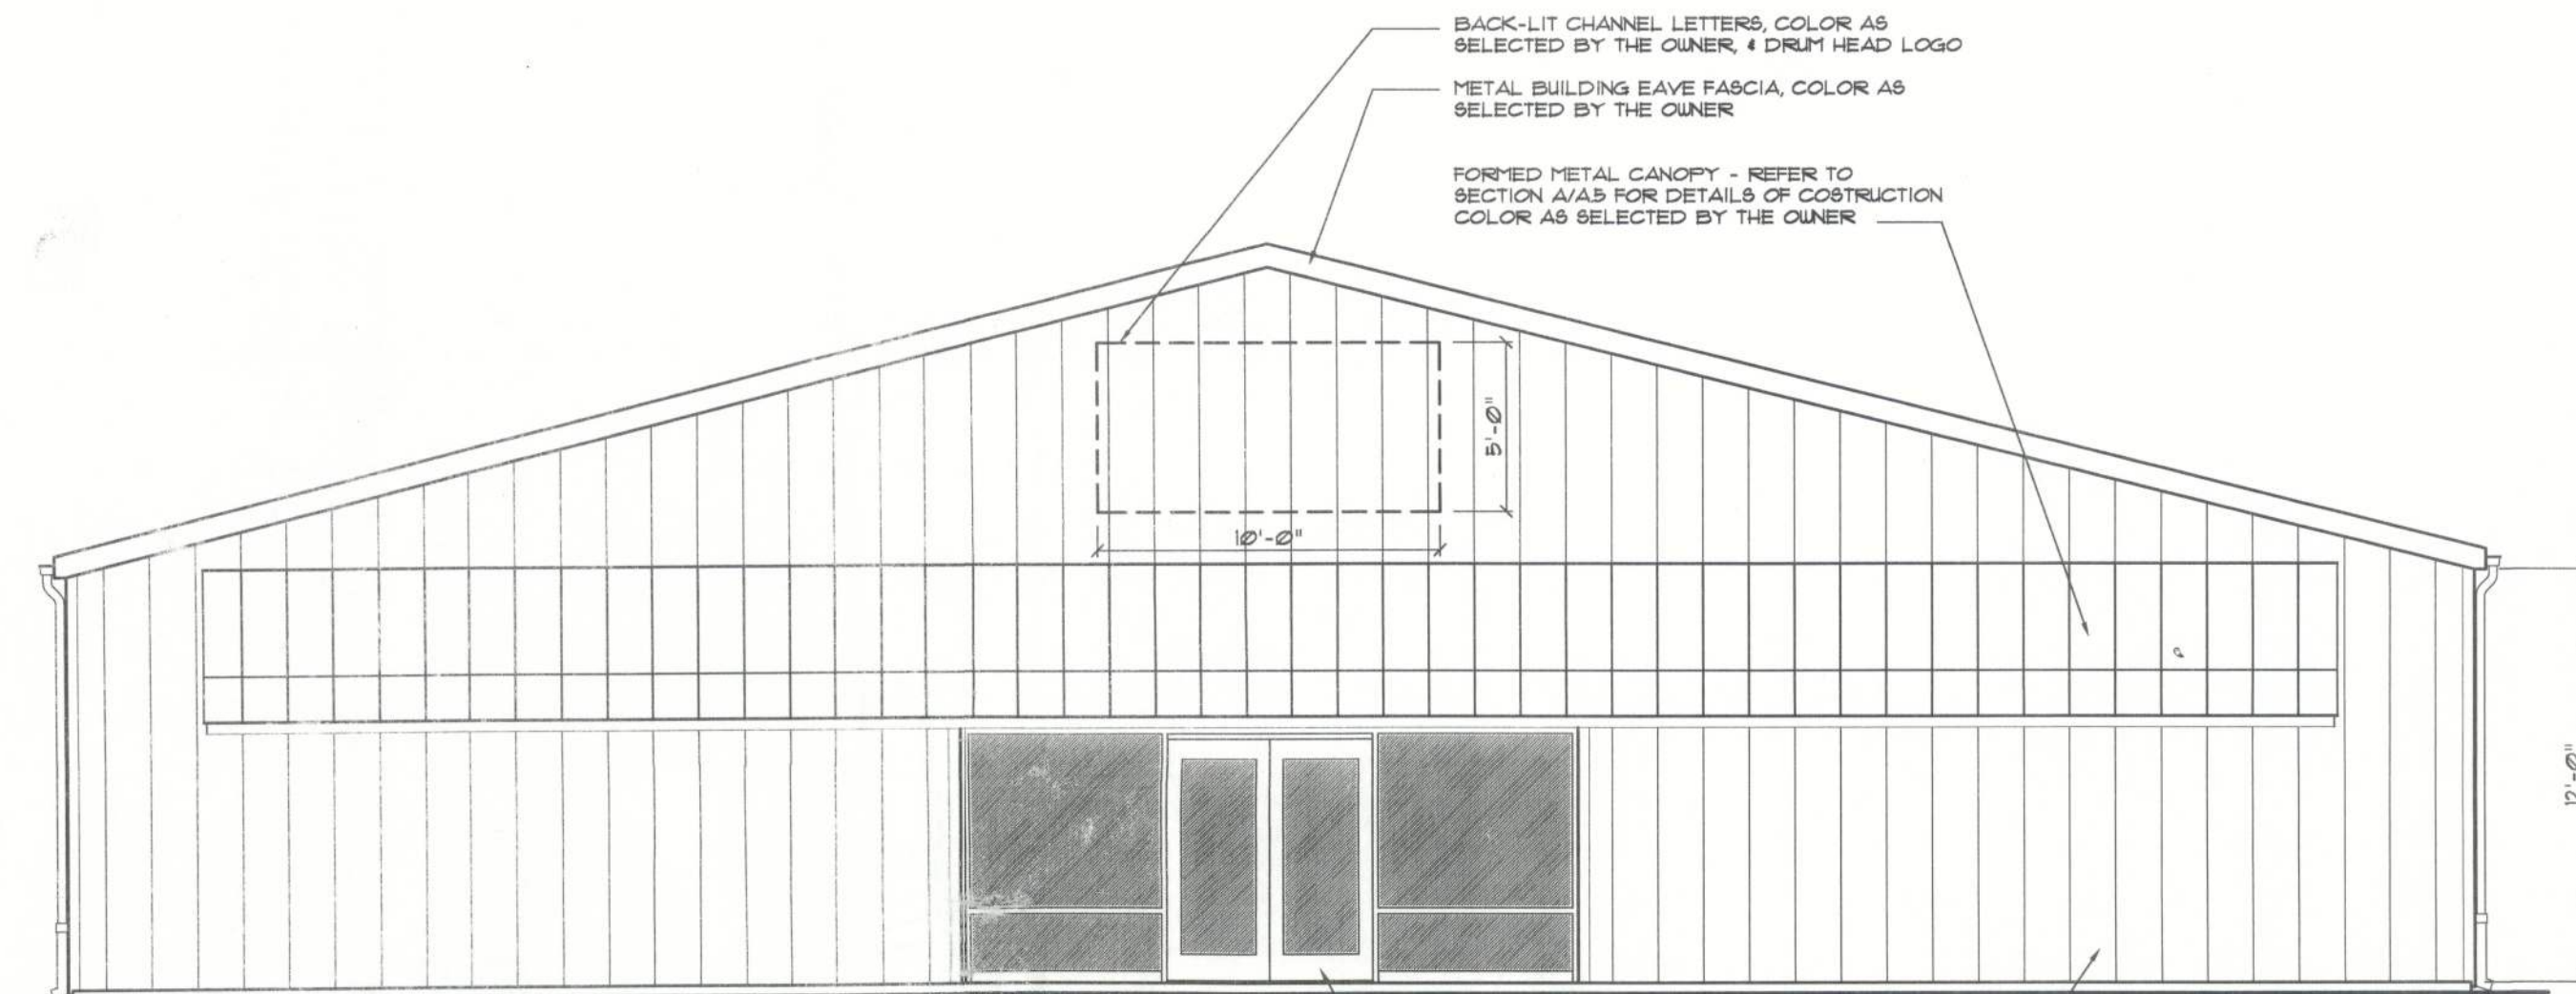 BACK-LIT CHANNEL LETTERS, COLOR AS
SELECTED BY THE OWNER, & DRUM HEAD LOGO
METAL BUILDING EAVE FASCIA, COLOR AS
SELECTED BY THE OWNER
FORMED METAL CANOPY - REFER TO
SECTION A/A.5 FOR DETAILS OF COSTRUCTION
COLOR AS SELECTED BY THE OWNER
5'-0"
10'-0"
12'-0"